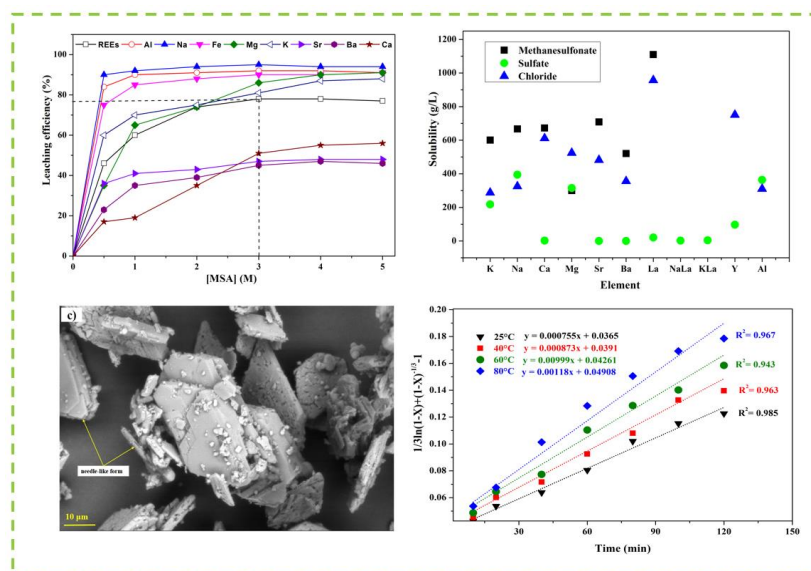 REEs Al Na Fe Mg K Sr Ba Ca
Leaching efficiency (%)
100
80
60
40
20
0
0 1 2 3 4 5
[MSA] (M)
Methanesulfonate
Sulfate
Chloride
Solubility (g/L)
1200
1000
800
600
400
200
0
K Na Ca Mg Sr Ba La NaLa KLa Y Al
Element
c)
needle-like form
10 µm
1/3ln(1-X)+(1-X)^-1/3-1
0.20
0.18
0.16
0.14
0.12
0.10
0.08
0.06
25°C y = 0.000755x + 0.0365
40°C y = 0.000873x + 0.0391
60°C y = 0.00999x + 0.04261
80°C y = 0.00118x + 0.04908
R²= 0.967
R²= 0.943
R²= 0.963
R²= 0.985
30 60 90 120 150
Time (min)